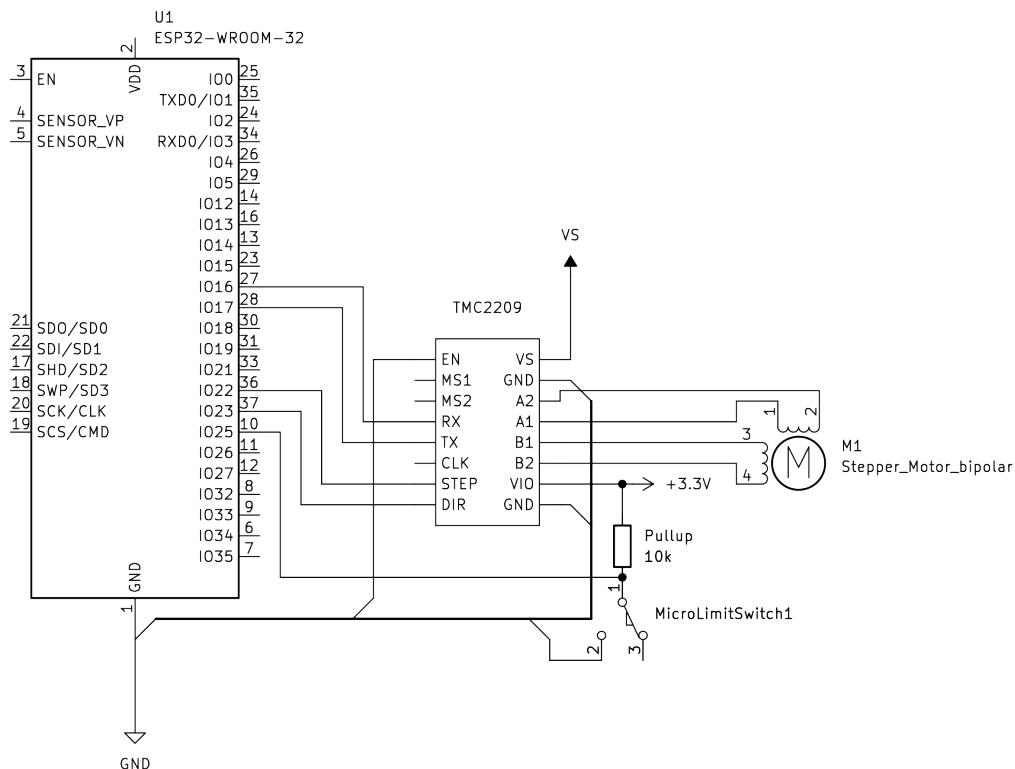 U1
ESP32-WROOM-32
2
VDD
3 EN
4 SENSOR_VP
5 SENSOR_VN
21 SDO/SD0
22 SDI/SD1
17 SHD/SD2
18 SWP/SD3
20 SCK/CLK
19 SCS/CMD
IO0 25
TXD0/IO1 35
IO2 24
RXD0/IO3 34
IO4 26
IO5 29
IO12 14
IO13 16
IO14 13
IO15 23
IO16 27
IO17 28
IO18 30
IO19 31
IO21 33
IO22 36
IO23 37
IO25 10
IO26 11
IO27 12
IO32 8
IO33 9
IO34 6
IO35 7
GND
1
GND
VS
TMC2209
EN VS
MS1 GND
MS2 A2
RX A1
TX B1
CLK B2
STEP VIO
DIR GND
1 2
3
4
M
M1
Stepper_Motor_bipolar
+3.3V
Pullup
10k
1
MicroLimitSwitch1
2 3